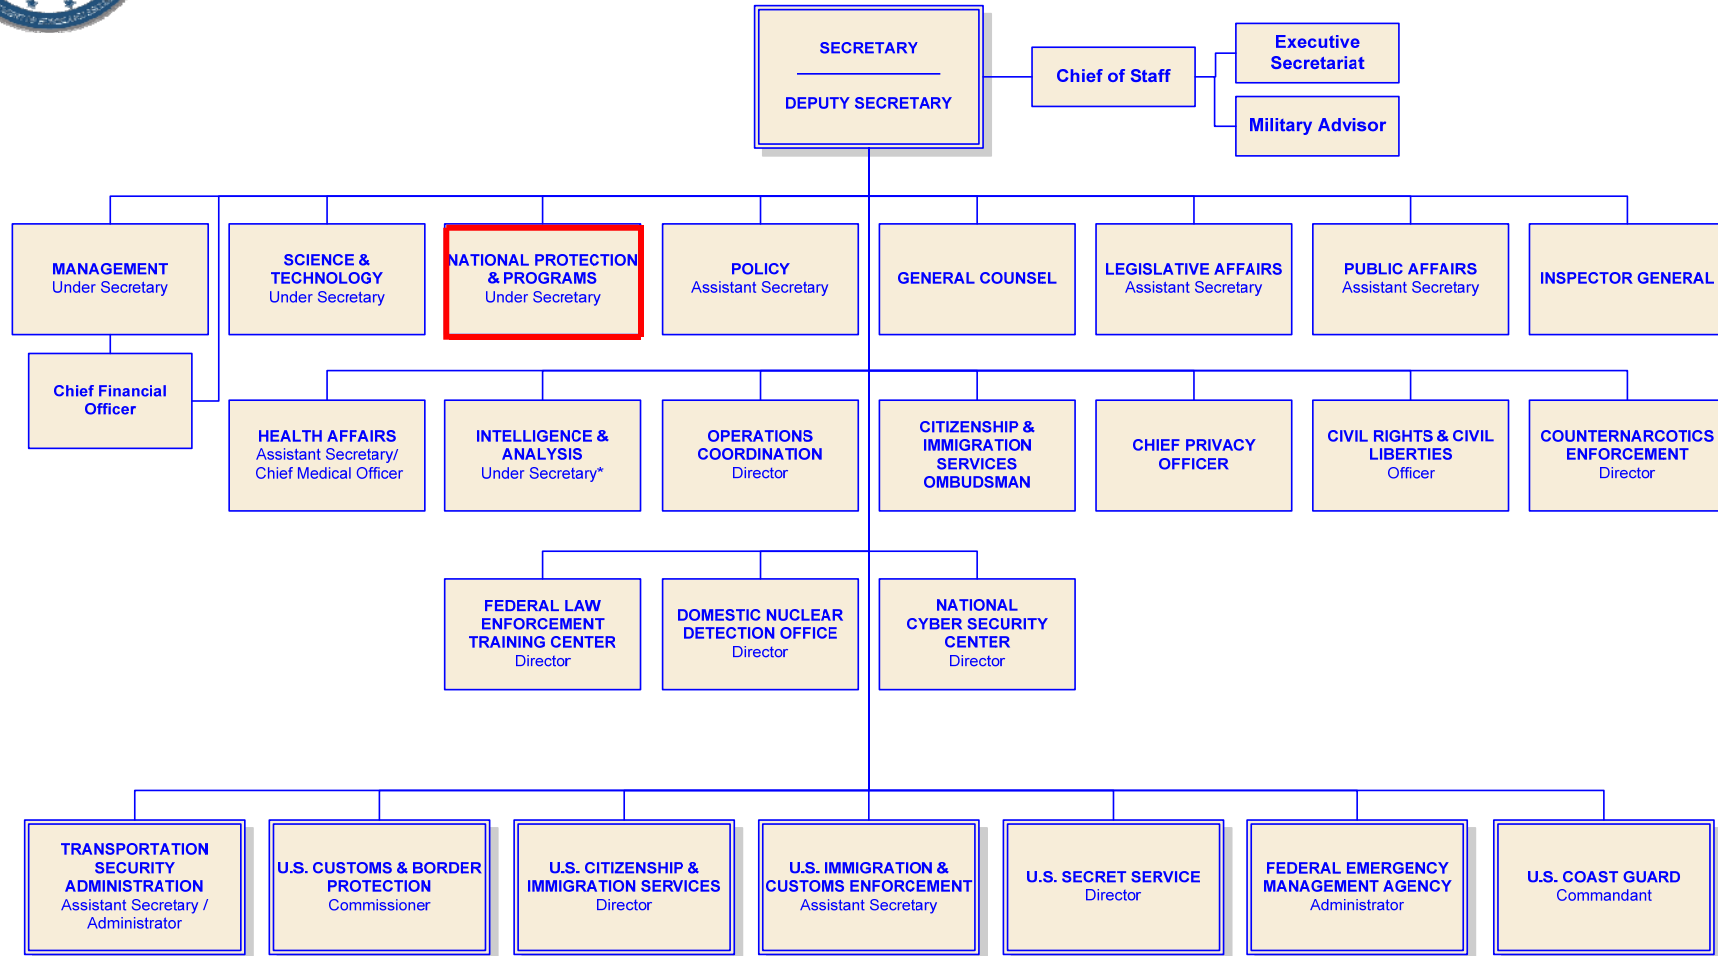 SECRETARY
DEPUTY SECRETARY
Chief of Staff
Executive
Secretariat
Military Advisor
MANAGEMENT
Under Secretary
SCIENCE &
TECHNOLOGY
Under Secretary
NATIONAL PROTECTION
& PROGRAMS
Under Secretary
POLICY
Assistant Secretary
GENERAL COUNSEL
LEGISLATIVE AFFAIRS
Assistant Secretary
PUBLIC AFFAIRS
Assistant Secretary
INSPECTOR GENERAL
Chief Financial
Officer
HEALTH AFFAIRS
Assistant Secretary/
Chief Medical Officer
INTELLIGENCE &
ANALYSIS
Under Secretary*
OPERATIONS
COORDINATION
Director
CITIZENSHIP &
IMMIGRATION
SERVICES
OMBUDSMAN
CHIEF PRIVACY
OFFICER
CIVIL RIGHTS & CIVIL
LIBERTIES
Officer
COUNTERNARCOTICS
ENFORCEMENT
Director
FEDERAL LAW
ENFORCEMENT
TRAINING CENTER
Director
DOMESTIC NUCLEAR
DETECTION OFFICE
Director
NATIONAL
CYBER SECURITY
CENTER
Director
TRANSPORTATION
SECURITY
ADMINISTRATION
Assistant Secretary /
Administrator
U.S. CUSTOMS & BORDER
PROTECTION
Commissioner
U.S. CITIZENSHIP &
IMMIGRATION SERVICES
Director
U.S. IMMIGRATION &
CUSTOMS ENFORCEMENT
Assistant Secretary
U.S. SECRET SERVICE
Director
FEDERAL EMERGENCY
MANAGEMENT AGENCY
Administrator
U.S. COAST GUARD
Commandant